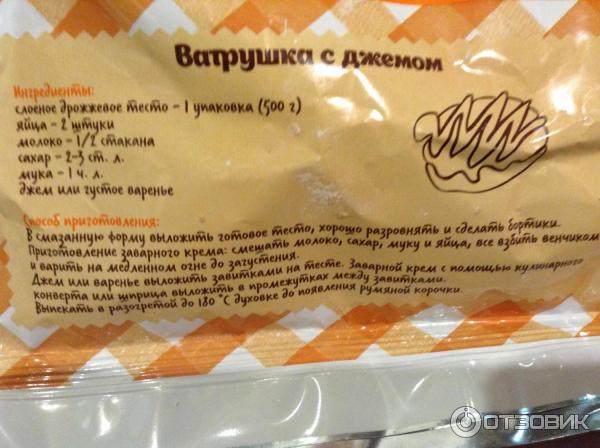 Ватрушка с джемом
Ингредиенты:
слоеное дрожжевое тесто - 1 упаковка (500 г)
яйца - 2 штуки
молоко - 1/2 стакана
сахар - 2-3 ст. л.
мука - 1 ч. л.
джем или густое варенье
Способ приготовления:
В смазанную форму выложить готовое тесто, хорошо разровнять и сделать бортики.
Приготовление заварного крема: смешать молоко, сахар, муку и яйца, все взбить венчиком
и варить на медленном огне до загустения.
Джем или варенье выложить завитками на тесте. Заварной крем с помощью кулинарного
конверта или шприца выложить в промежутках между завитками.
Выпекать в разогретой до 180 °С духовке до появления румяной корочки.
ОТЗОВИК